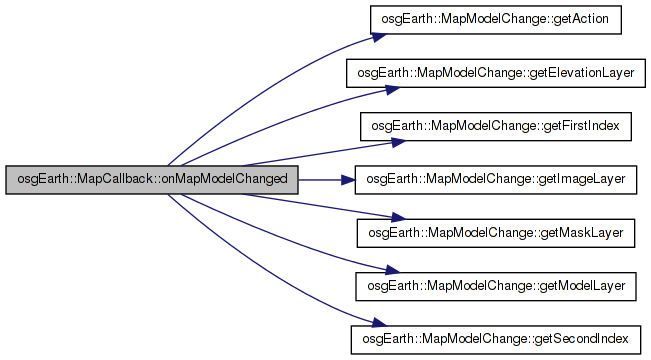 osgEarth::MapModelChange::getAction
osgEarth::MapModelChange::getElevationLayer
osgEarth::MapModelChange::getFirstIndex
osgEarth::MapCallback::onMapModelChanged
osgEarth::MapModelChange::getImageLayer
osgEarth::MapModelChange::getMaskLayer
osgEarth::MapModelChange::getModelLayer
osgEarth::MapModelChange::getSecondIndex